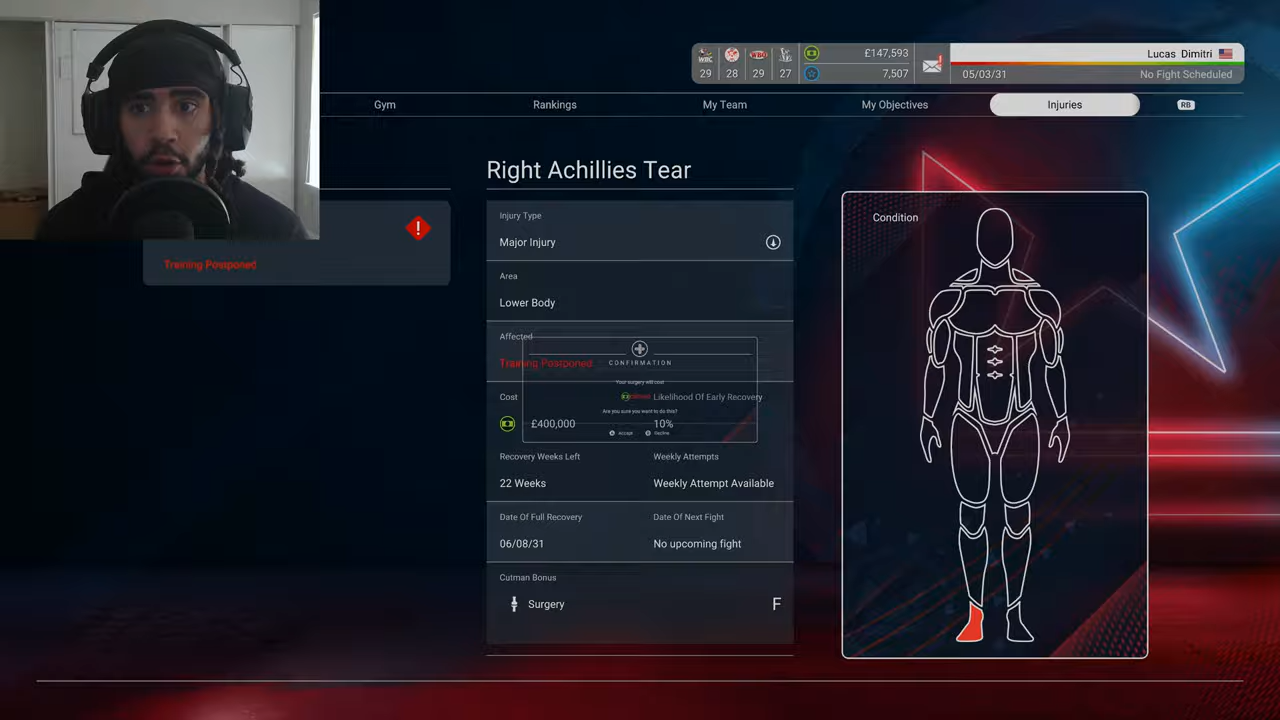 WBC
WBO
29
28
29
27
£147,593
7,507
Lucas Dimitri
05/03/31
No Fight Scheduled
Gym
Rankings
My Team
My Objectives
Injuries
RB
Right Achillies Tear
Training Postponed
Injury Type
Major Injury
Area
Lower Body
Affected
Training Postponed
CONFIRMATION
Your surgery will cost
Are you sure you want to do this?
Accept
Decline
Cost
£400,000
Likelihood Of Early Recovery
10%
Recovery Weeks Left
22 Weeks
Weekly Attempts
Weekly Attempt Available
Date Of Full Recovery
06/08/31
Date Of Next Fight
No upcoming fight
Cutman Bonus
Surgery
F
Condition